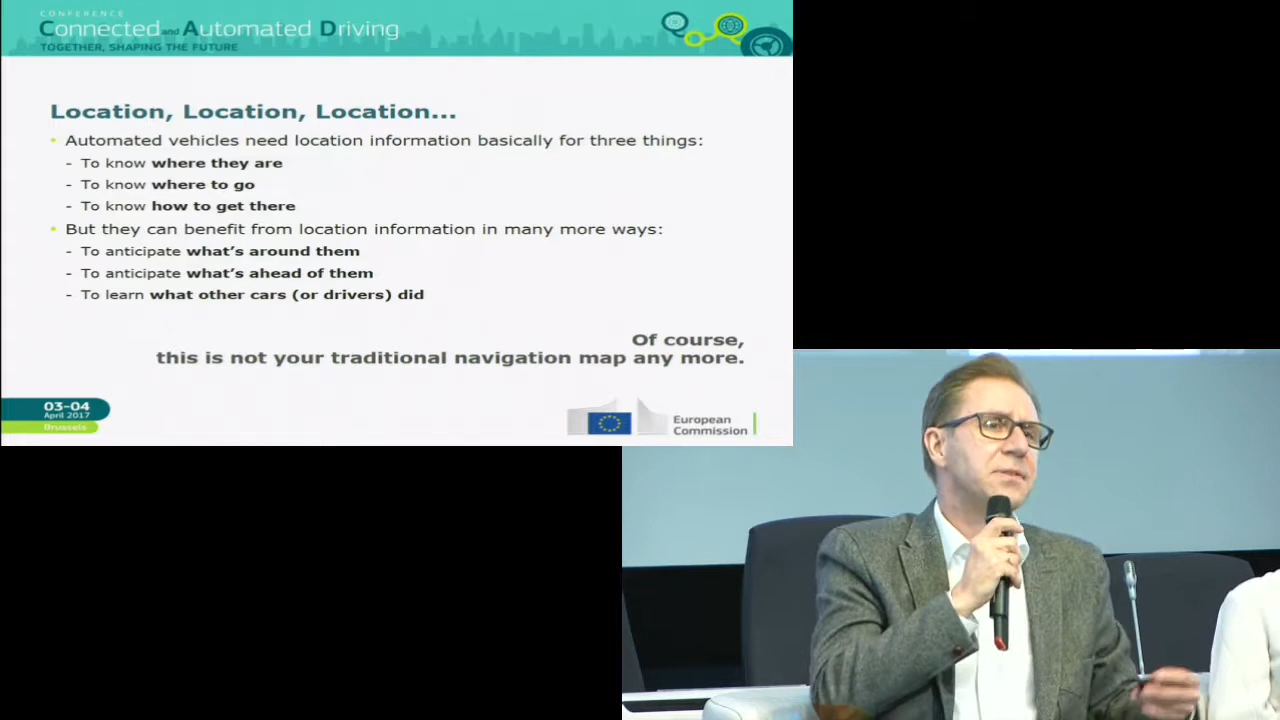 CONFERENCE
Connected and Automated Driving
TOGETHER, SHAPING THE FUTURE
Location, Location, Location...
• Automated vehicles need location information basically for three things:
- To know where they are
- To know where to go
- To know how to get there
• But they can benefit from location information in many more ways:
- To anticipate what's around them
- To anticipate what's ahead of them
- To learn what other cars (or drivers) did
Of course,
this is not your traditional navigation map any more.
03-04
April 2017
Brussels
European
Commission